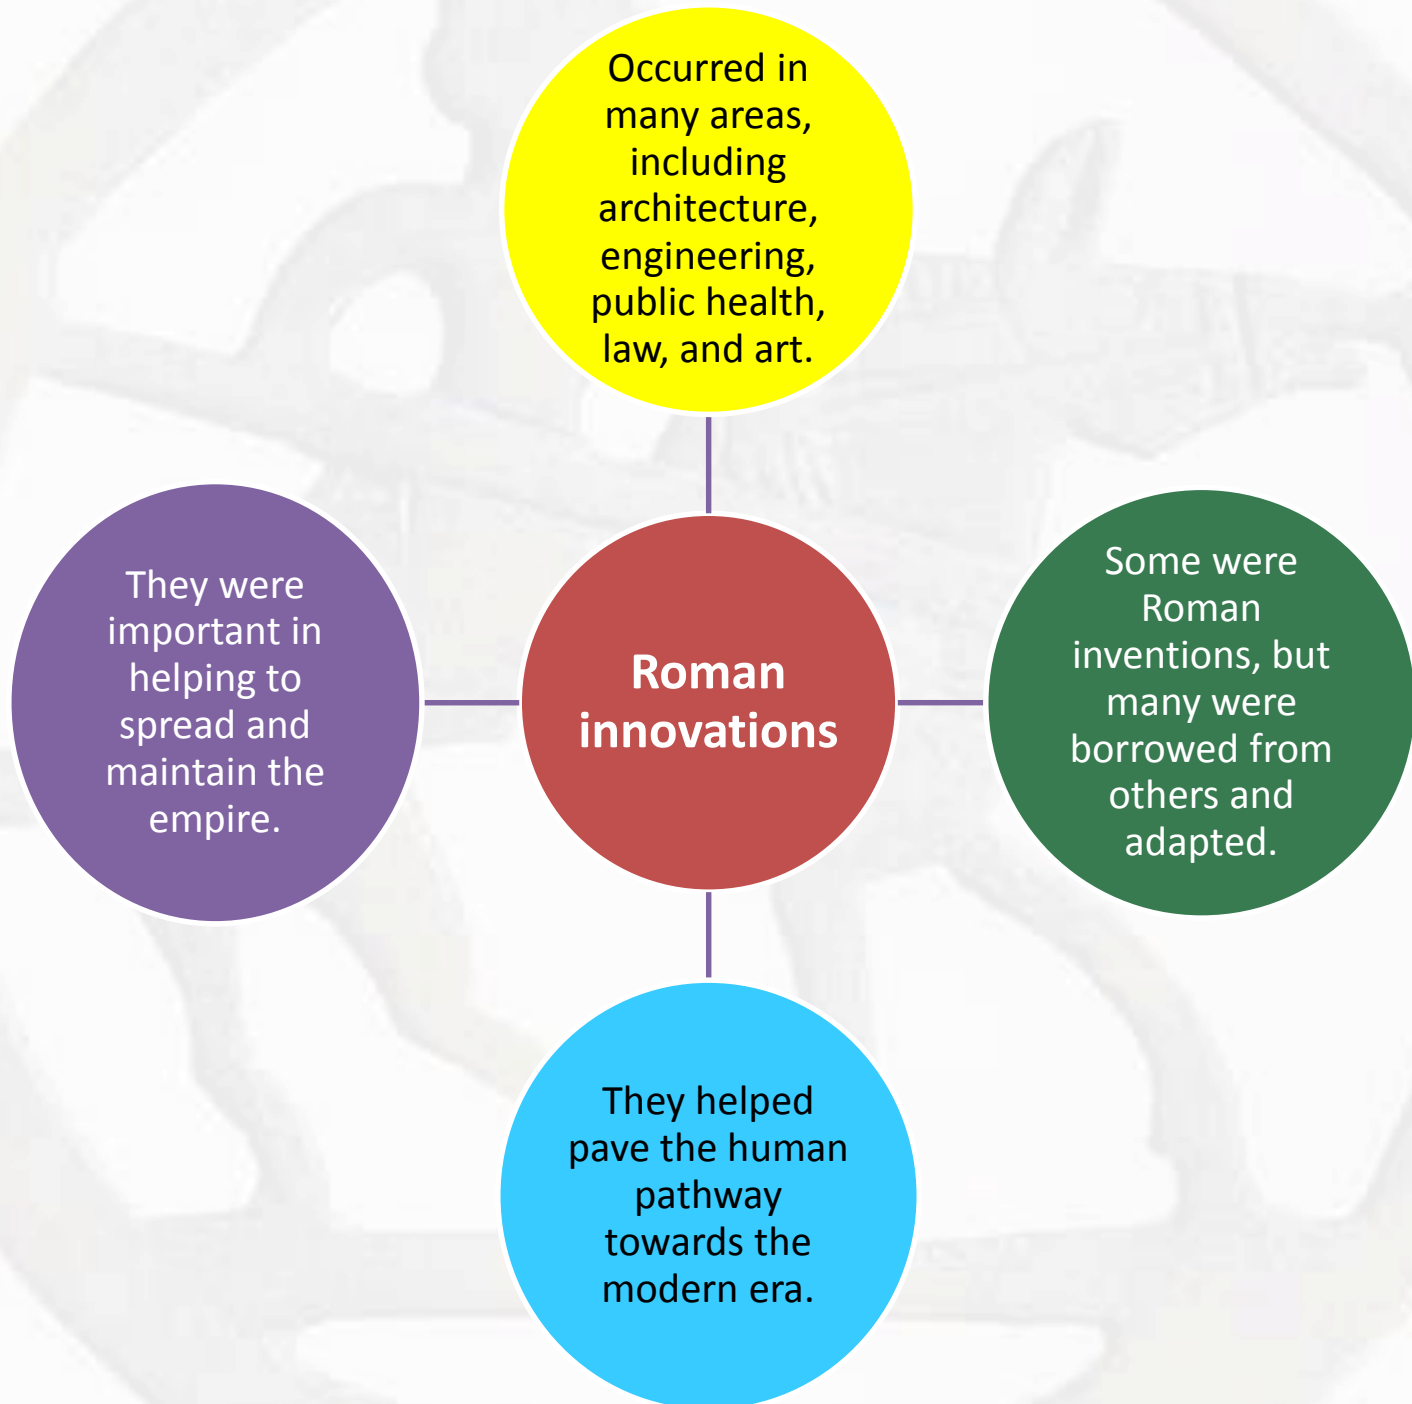 Occurred in
many areas,
including
architecture,
engineering,
public health,
law, and art.
They were
important in
helping to
spread and
maintain the
empire.
Roman
innovations
Some were
Roman
inventions, but
many were
borrowed from
others and
adapted.
They helped
pave the human
pathway
towards the
modern era.